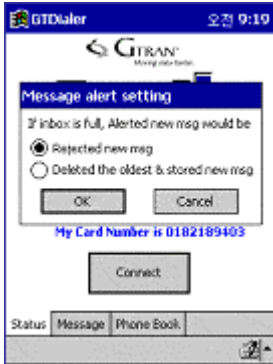 GTDialer 오전 9:19
GTRAN
Moving data faster.
Message alert setting
If inbox is full, Alerted new msg would be
Rejected new msg
Deleted the oldest & stored new msg
OK Cancel
My Card Number is 0182189403
Connect
Status Message Phone Book